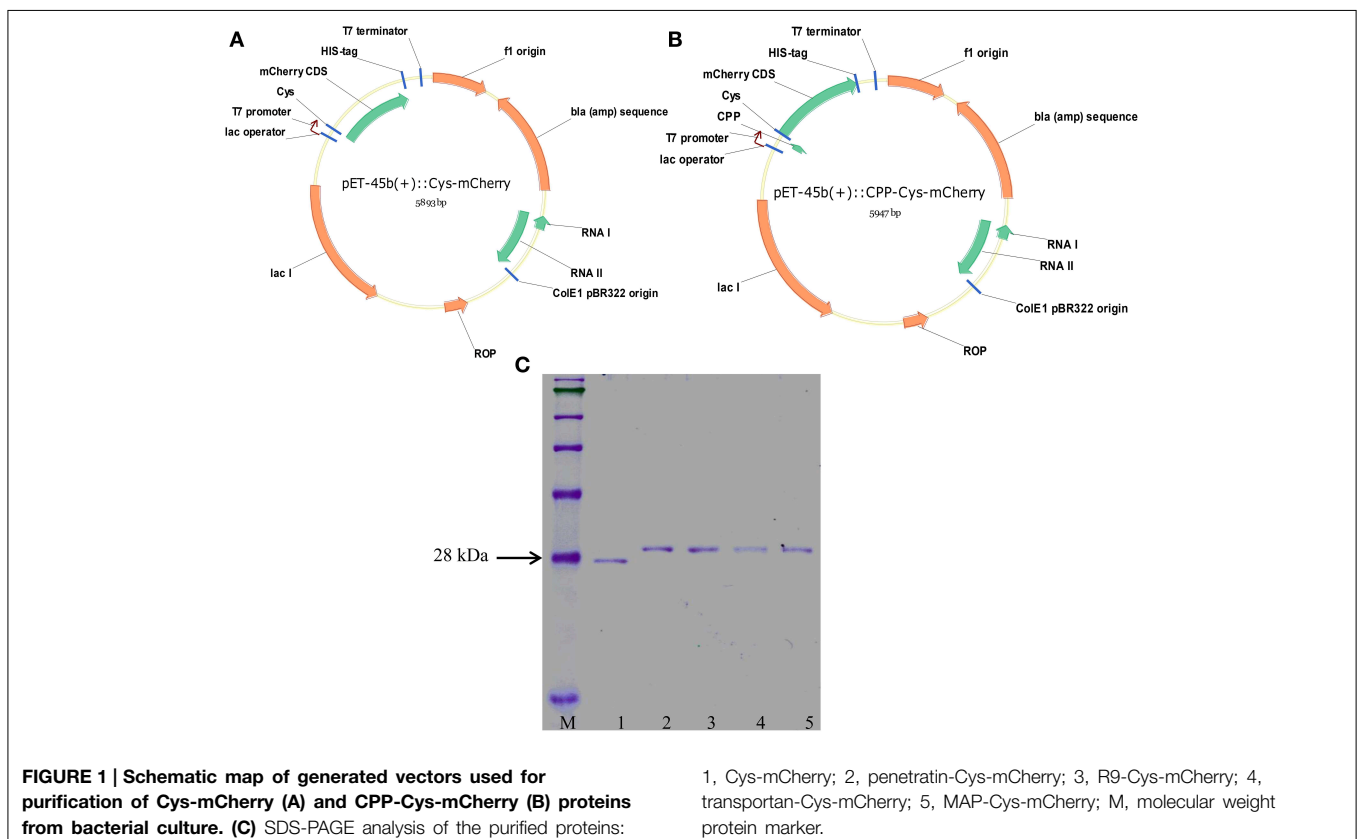 A
T7 terminator
HIS-tag
f1 origin
mCherry CDS
Cys
T7 promoter
lac operator
bla (amp) sequence
pET-45b(+)::Cys-mCherry
5893 bp
RNA I
RNA II
ColE1 pBR322 origin
lac I
ROP
B
T7 terminator
HIS-tag
f1 origin
mCherry CDS
Cys
CPP
T7 promoter
lac operator
bla (amp) sequence
pET-45b(+)::CPP-Cys-mCherry
5947 bp
RNA I
RNA II
ColE1 pBR322 origin
lac I
ROP
C
28 kDa
M 1 2 3 4 5
FIGURE 1 | Schematic map of generated vectors used for
purification of Cys-mCherry (A) and CPP-Cys-mCherry (B) proteins
from bacterial culture. (C) SDS-PAGE analysis of the purified proteins:
1, Cys-mCherry; 2, penetratin-Cys-mCherry; 3, R9-Cys-mCherry; 4,
transportan-Cys-mCherry; 5, MAP-Cys-mCherry; M, molecular weight
protein marker.